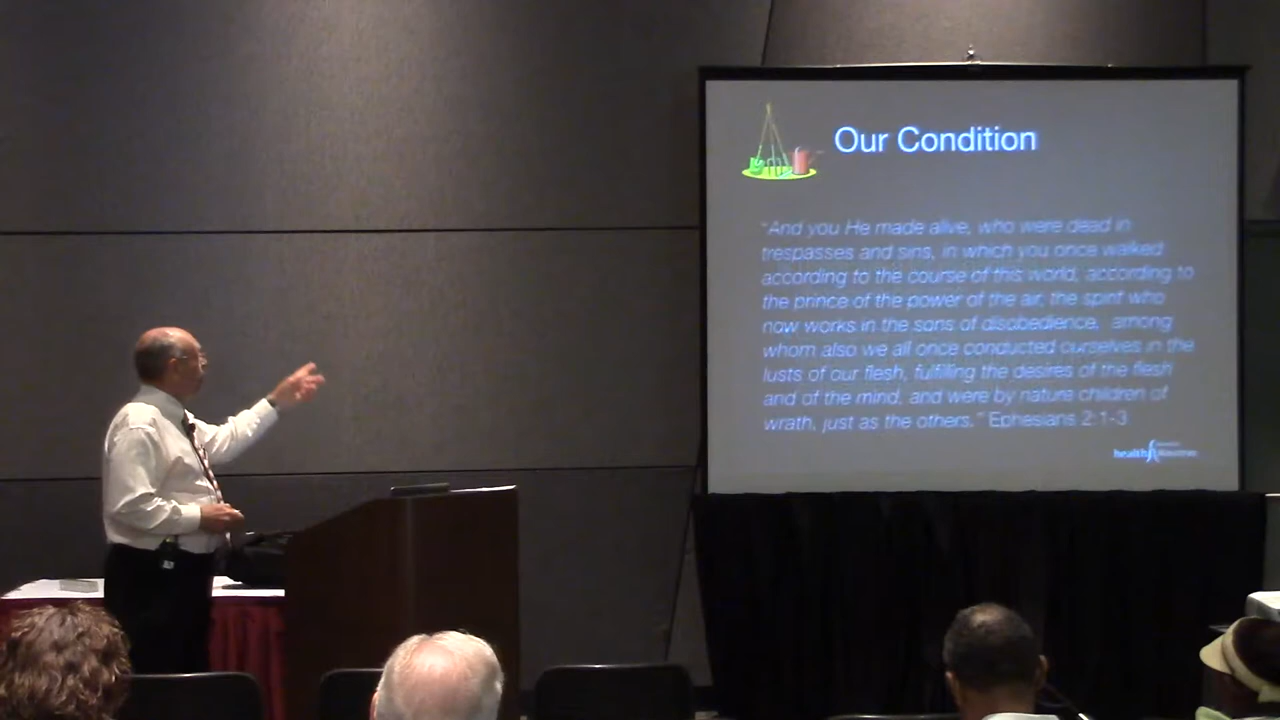 Our Condition
"And you He made alive, who were dead in
trespasses and sins, in which you once walked
according to the course of this world, according to
the prince of the power of the air, the spirit who
now works in the sons of disobedience,  among
whom also we all once conducted ourselves in the
lusts of our flesh, fulfilling the desires of the flesh
and of the mind, and were by nature children of
wrath, just as the others." Ephesians 2:1-3
health